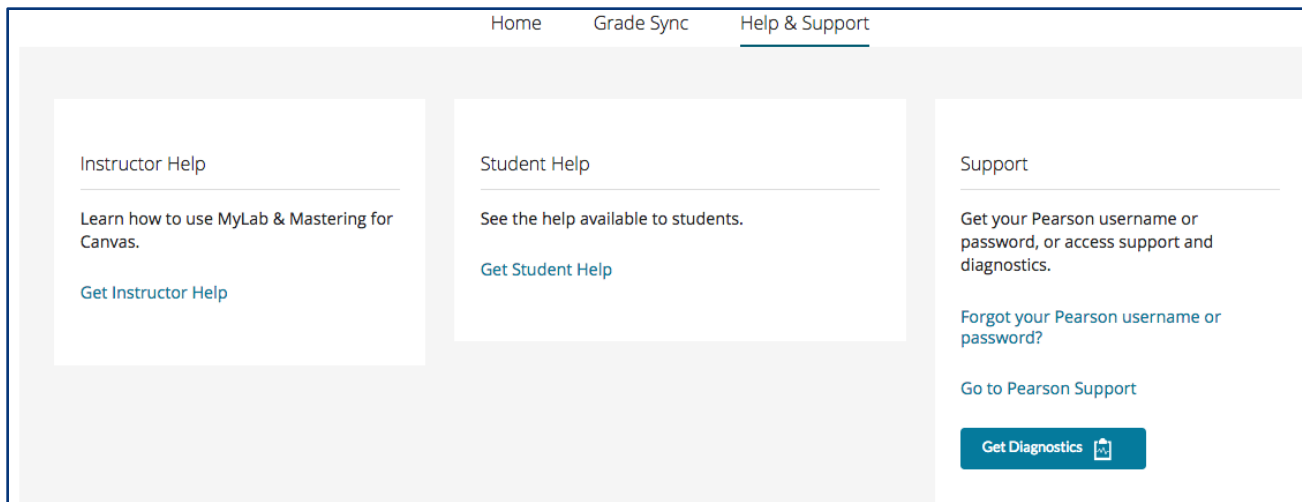 Home Grade Sync Help & Support
Instructor Help
Learn how to use MyLab & Mastering for
Canvas.
Get Instructor Help
Student Help
See the help available to students.
Get Student Help
Support
Get your Pearson username or
password, or access support and
diagnostics.
Forgot your Pearson username or
password?
Go to Pearson Support
Get Diagnostics